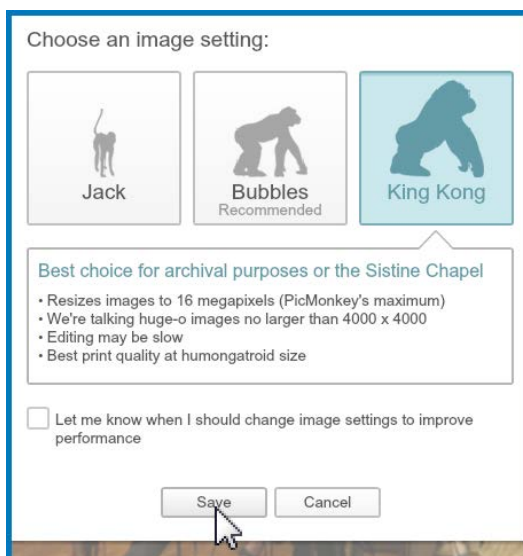 Choose an image setting:
Jack
Bubbles
Recommended
King Kong
Best choice for archival purposes or the Sistine Chapel
• Resizes images to 16 megapixels (PicMonkey's maximum)
• We're talking huge-o images no larger than 4000 x 4000
• Editing may be slow
• Best print quality at humongatroid size
Let me know when I should change image settings to improve
performance
Save
Cancel